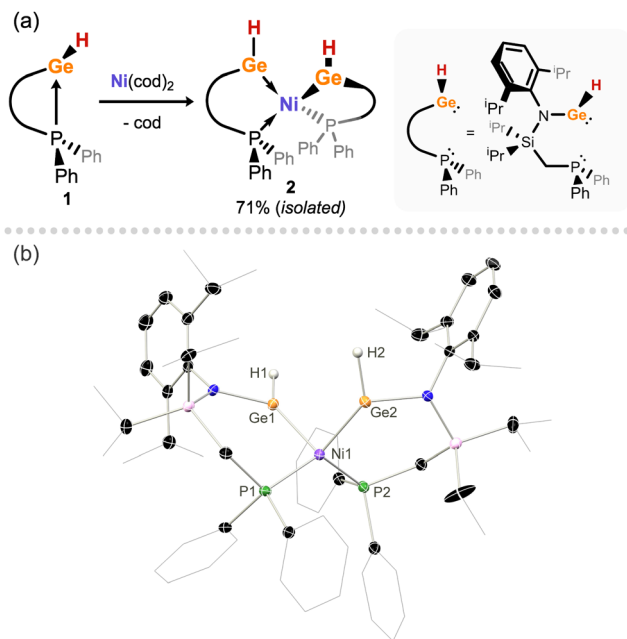 (a)
H
Ge
P
Ph
Ph
1
Ni(cod)2
- cod
H
H
Ge
Ge
Ni
P
P
Ph
Ph
Ph
Ph
2
71% (isolated)
H
Ge:
P
Ph
Ph
=
iPr
H
iPr
N
Ge:
iPr
iPr
Si
P
Ph
Ph
(b)
H1
H2
Ge1
Ge2
Ni1
P1
P2